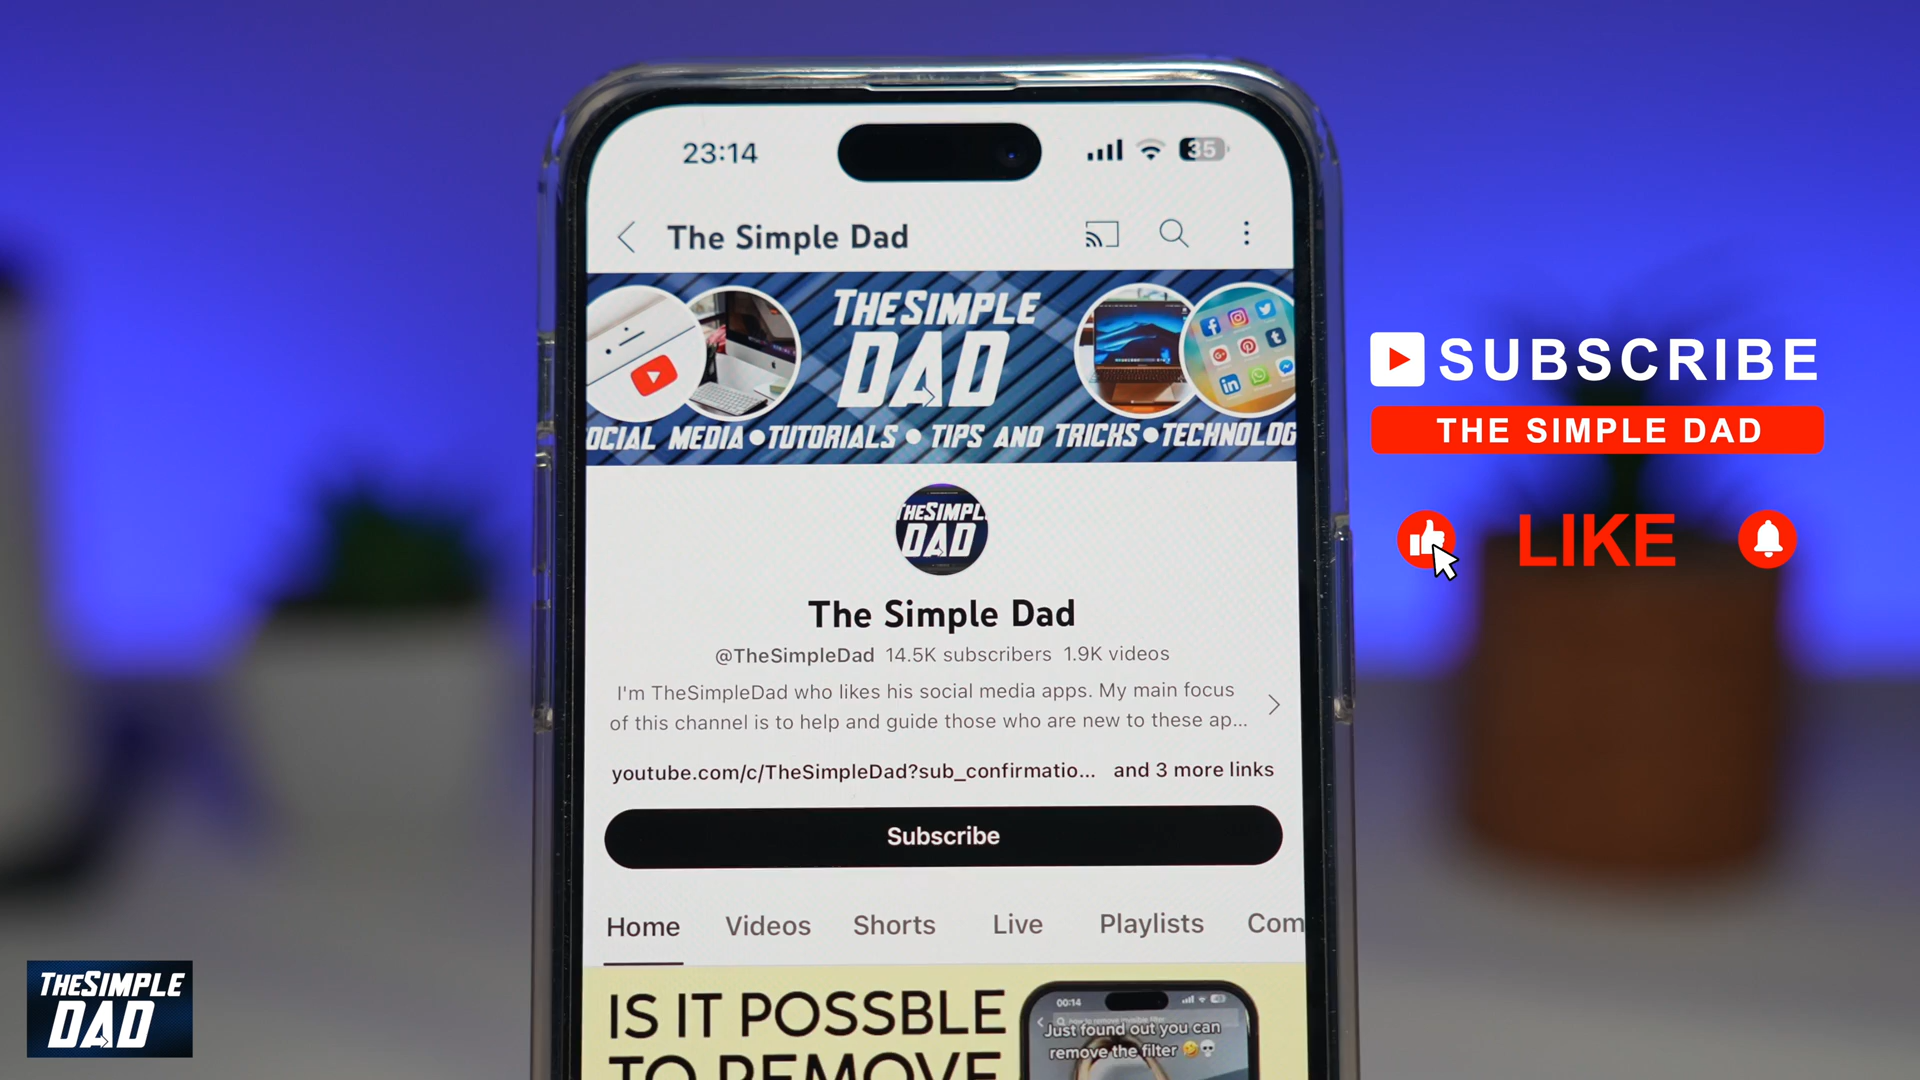 23:14
35
The Simple Dad
THESIMPLE
DAD
OCIAL MEDIA•TUTORIALS • TIPS AND TRICKS•TECHNOLOG
HESIMPL
DAD
The Simple Dad
@TheSimpleDad 14.5K subscribers 1.9K videos
I'm TheSimpleDad who likes his social media apps. My main focus
of this channel is to help and guide those who are new to these ap...
youtube.com/c/TheSimpleDad?sub_confirmatio... and 3 more links
Subscribe
Home Videos Shorts Live Playlists Com
IS IT POSSBLE
TO REMOVE
00:14
Just found out you can
remove the filter 🤣💀
SUBSCRIBE
THE SIMPLE DAD
LIKE
THESIMPLE
DAD